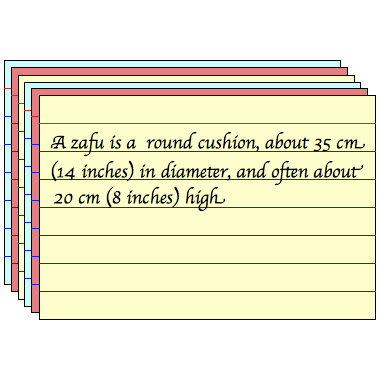 A zafu is a round cushion, about 35 cm
(14 inches) in diameter, and often about
20 cm (8 inches) high